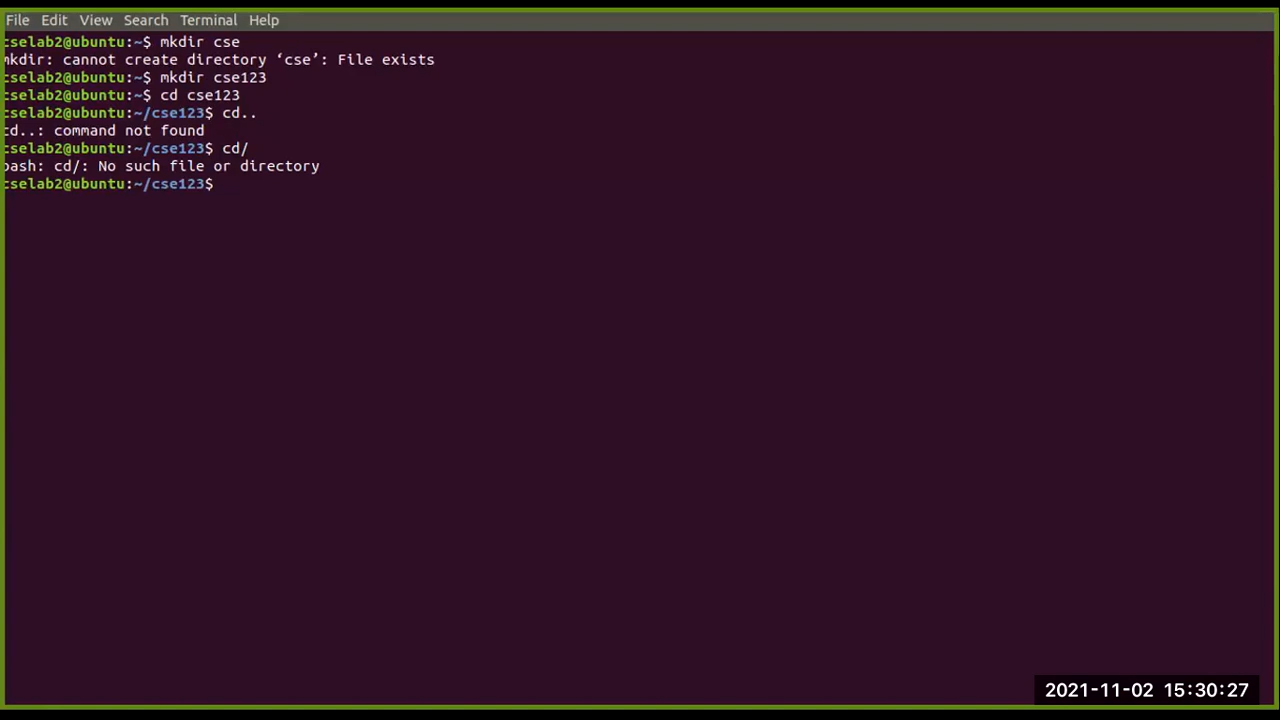 File Edit View Search Terminal Help
cselab2@ubuntu:~$ mkdir cse
mkdir: cannot create directory ‘cse’: File exists
cselab2@ubuntu:~$ mkdir cse123
cselab2@ubuntu:~$ cd cse123
cselab2@ubuntu:~/cse123$ cd..
cd..: command not found
cselab2@ubuntu:~/cse123$ cd/
bash: cd/: No such file or directory
cselab2@ubuntu:~/cse123$
2021-11-02 15:30:27